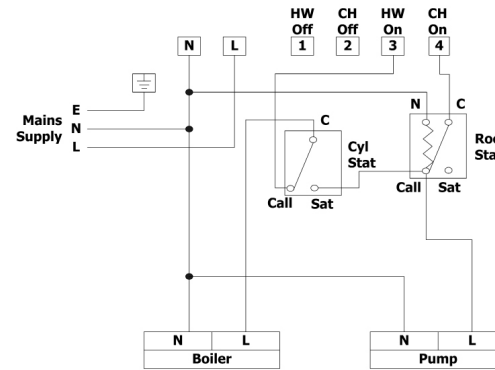 HW CH HW CH
Off Off On On
N L 1 2 3 4
E
Mains
Supply
N
L
N C
C
Cyl
Stat
Call Sat
Call Sat
N L
Boiler
N L
Pump